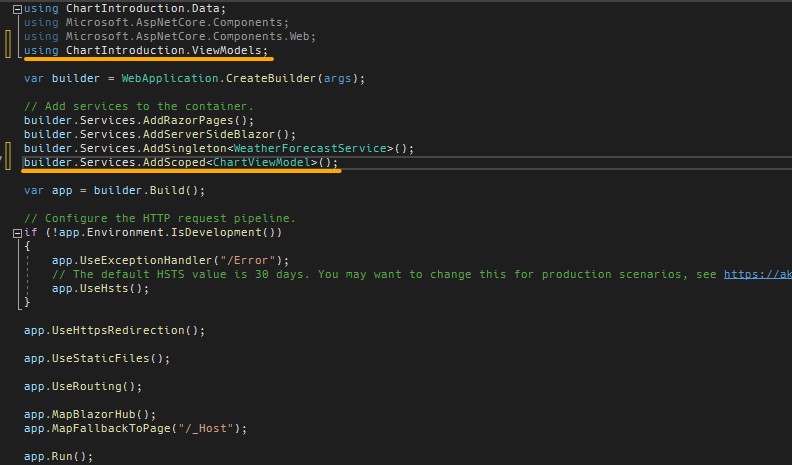 using ChartIntroduction.Data;
using Microsoft.AspNetCore.Components;
using Microsoft.AspNetCore.Components.Web;
using ChartIntroduction.ViewModels;
var builder = WebApplication.CreateBuilder(args);
// Add services to the container.
builder.Services.AddRazorPages();
builder.Services.AddServerSideBlazor();
builder.Services.AddSingleton<WeatherForecastService>();
builder.Services.AddScoped<ChartViewModel>();
var app = builder.Build();
// Configure the HTTP request pipeline.
if (!app.Environment.IsDevelopment())
{
app.UseExceptionHandler("/Error");
// The default HSTS value is 30 days. You may want to change this for production scenarios, see https://ak
app.UseHsts();
}
app.UseHttpsRedirection();
app.UseStaticFiles();
app.UseRouting();
app.MapBlazorHub();
app.MapFallbackToPage("/_Host");
app.Run();